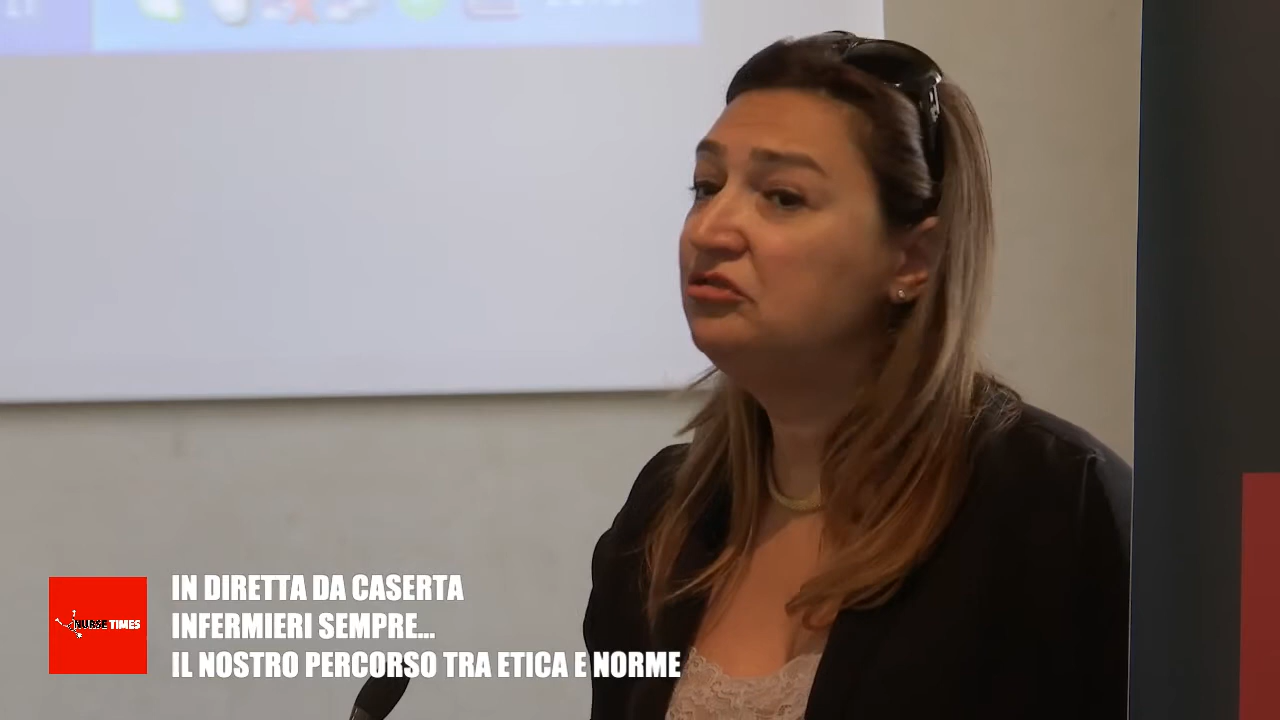 IN DIRETTA DA CASERTA
NURSE TIMES
INFERMIERI SEMPRE...
IL NOSTRO PERCORSO TRA ETICA E NORME